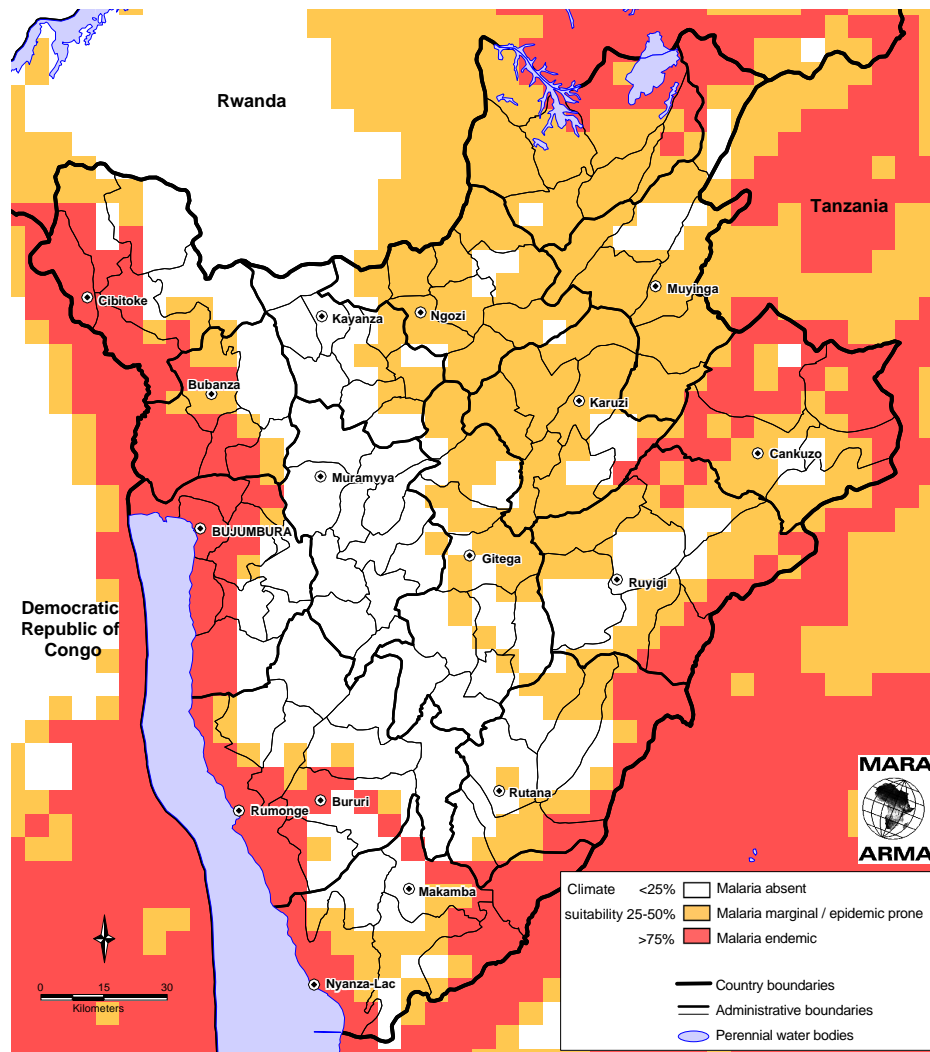 Rwanda
Tanzania
Cibitoke
Kayanza
Ngozi
Muyinga
Bubanza
Karuzi
Cankuzo
Muramvya
BUJUMBURA
Gitega
Ruyigi
Democratic
Republic of
Congo
Rutana
Bururi
Rumonge
Makamba
Nyanza-Lac
MARA
ARMA
0 15 30
Kilometers
Climate <25% Malaria absent
suitability 25-50% Malaria marginal / epidemic prone
>75% Malaria endemic
Country boundaries
Administrative boundaries
Perennial water bodies